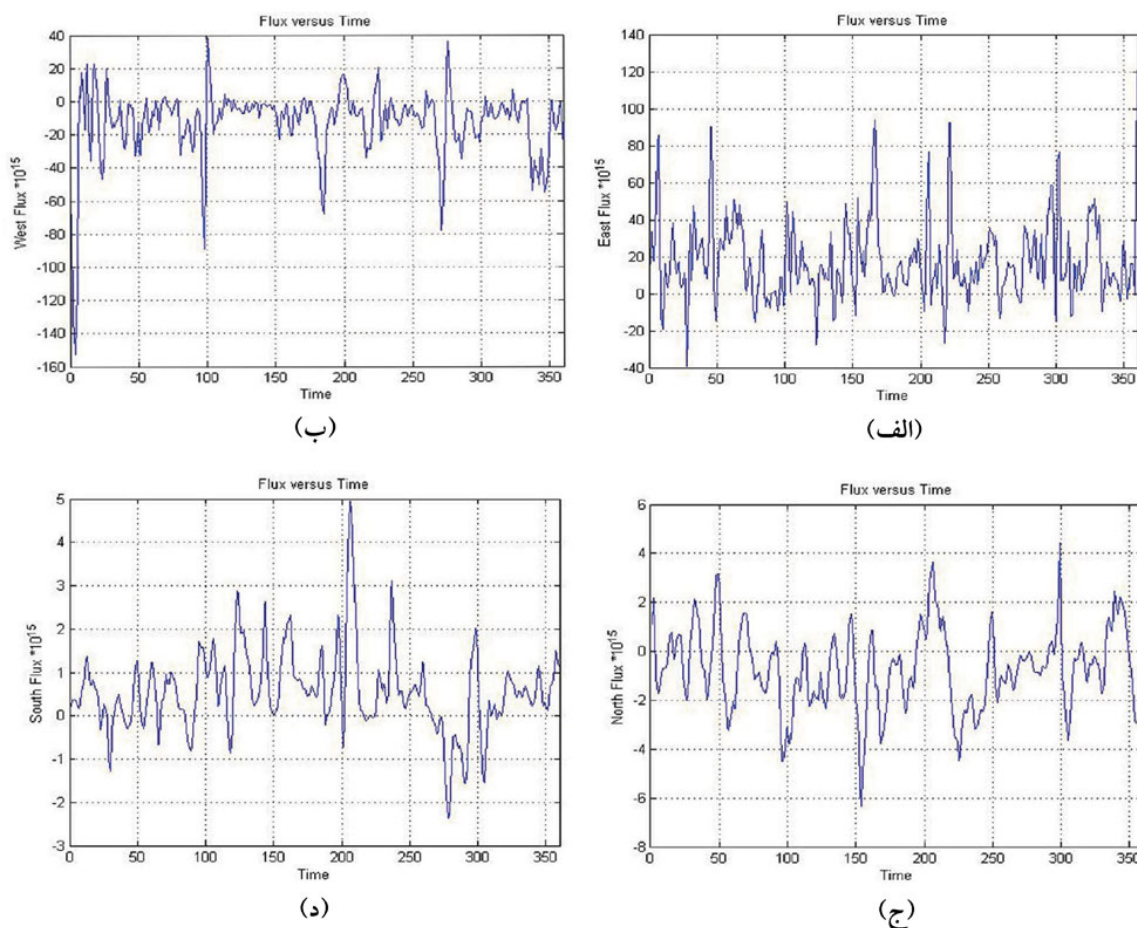 Flux versus Time
West Flux *10^15
40
20
0
-20
-40
-60
-80
-100
-120
-140
-160
0 50 100 150 200 250 300 350
Time
(ب)
Flux versus Time
East Flux *10^15
140
120
100
80
60
40
20
0
-20
-40
0 50 100 150 200 250 300 350
Time
(الف)
Flux versus Time
South Flux *10^15
5
4
3
2
1
0
-1
-2
-3
0 50 100 150 200 250 300 350
Time
(د)
Flux versus Time
North Flux *10^15
6
4
2
0
-2
-4
-6
-8
0 50 100 150 200 250 300 350
Time
(ج)